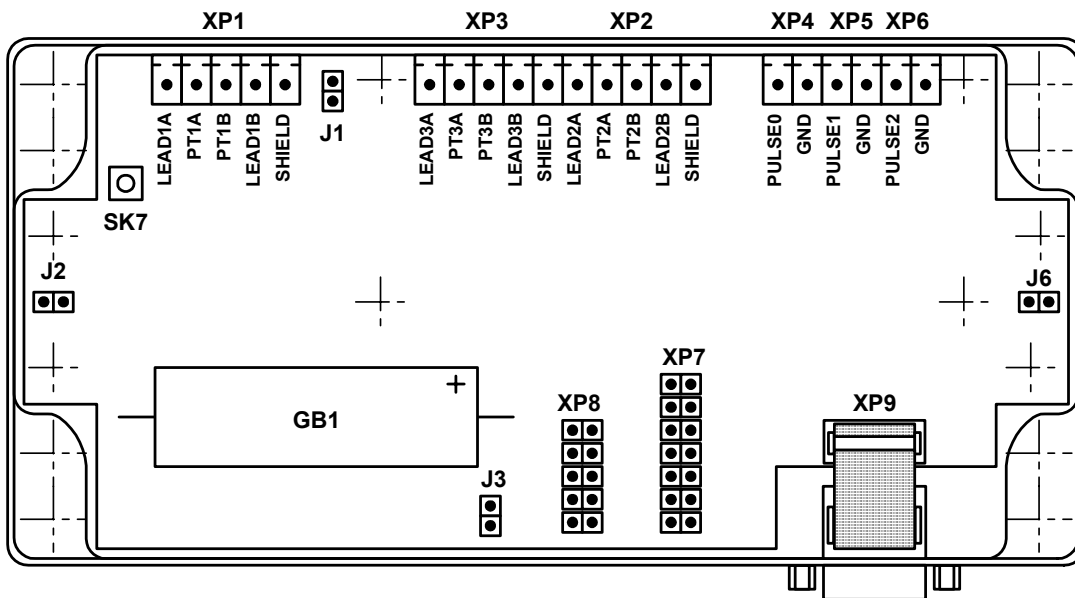 XP1 XP3 XP2 XP4 XP5 XP6
LEAD1A
PT1A
PT1B
LEAD1B
SHIELD
J1
LEAD3A
PT3A
PT3B
LEAD3B
SHIELD
LEAD2A
PT2A
PT2B
LEAD2B
SHIELD
PULSE0
GND
PULSE1
GND
PULSE2
GND
SK7
J2
J6
GB1
+
J3
XP8
XP7
XP9